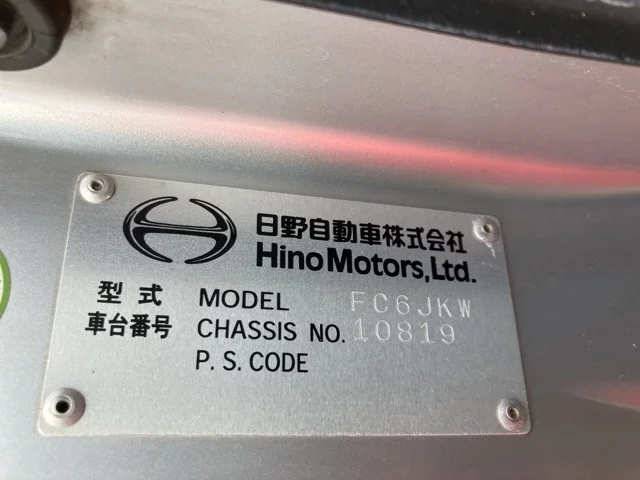 日野自動車株式会社
Hino Motors, Ltd.
型式 MODEL FC6JKW
車台番号 CHASSIS NO. 10819
P. S. CODE